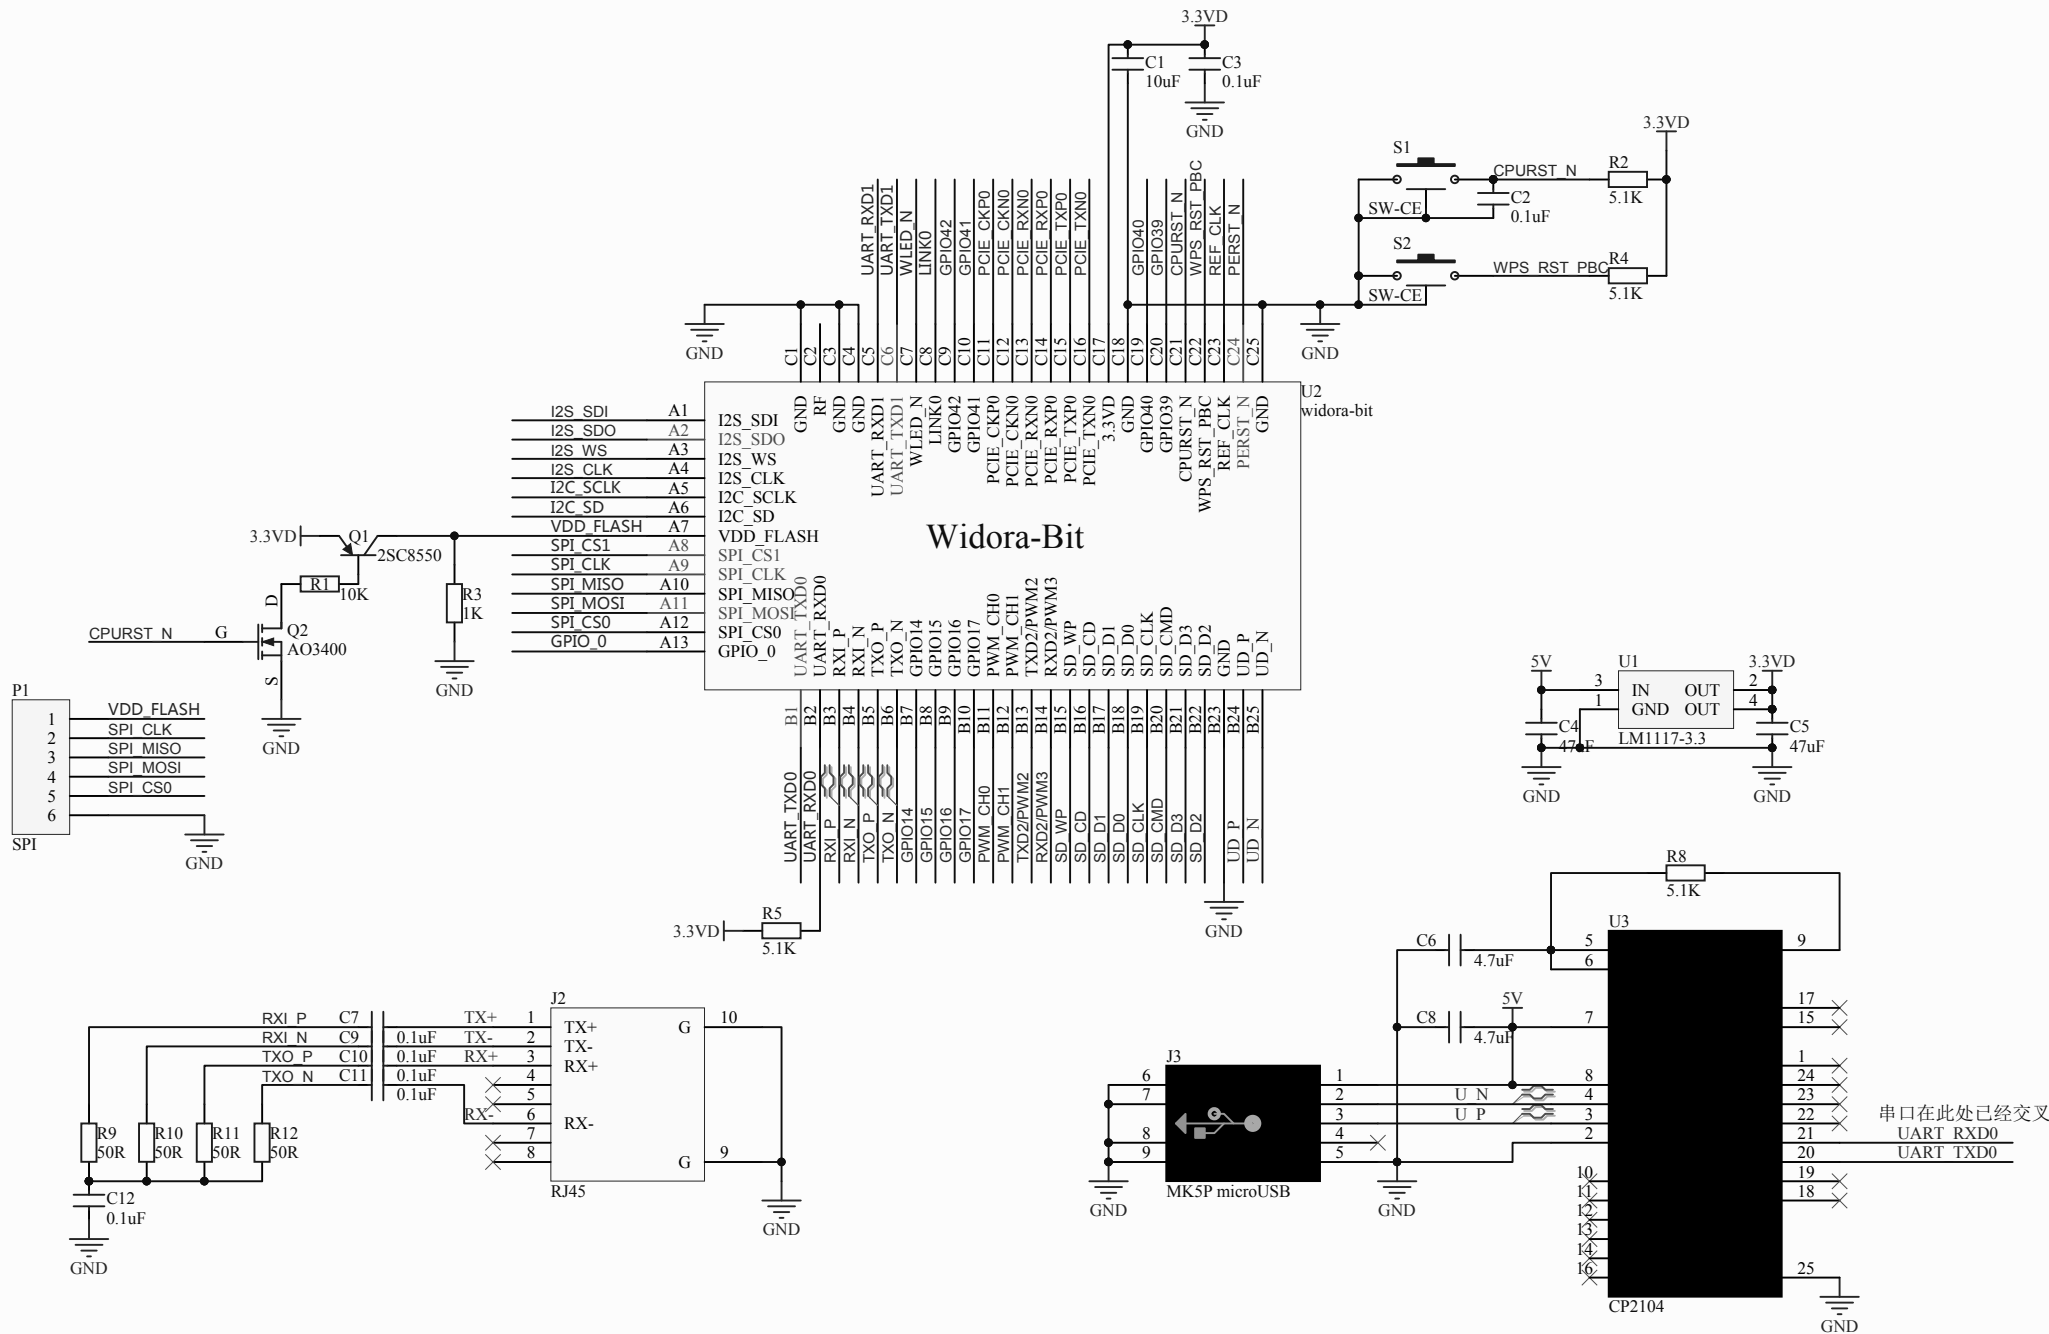 3.3VD
C1
10uF
C3
0.1uF
GND
3.3VD
S1
SW-CE
CPURST_N
C2
0.1uF
R2
5.1K
S2
SW-CE
WPS_RST_PBC
R4
5.1K
GND
GND
UART_RXD1
UART_TXD1
WLED_N
LINK0
GPIO42
GPIO41
PCIE_CKP0
PCIE_CKN0
PCIE_RXN0
PCIE_RXP0
PCIE_TXP0
PCIE_TXN0
GPIO40
GPIO39
CPURST_N
WPS_RST_PBC
REF_CLK
PERST_N
C1
C2
C3
C4
C5
C6
C7
C8
C9
C10
C11
C12
C13
C14
C15
C16
C17
C18
C19
C20
C21
C22
C23
C24
C25
GND
RF
GND
GND
UART_RXD1
UART_TXD1
WLED_N
LINK0
GPIO42
GPIO41
PCIE_CKP0
PCIE_CKN0
PCIE_RXN0
PCIE_RXP0
PCIE_TXP0
PCIE_TXN0
3.3VD
GND
GPIO40
GPIO39
CPURST_N
WPS_RST_PBC
REF_CLK
PERST_N
GND
U2
widora-bit
Widora-Bit
I2S_SDI A1 I2S_SDI
I2S_SDO A2 I2S_SDO
I2S_WS A3 I2S_WS
I2S_CLK A4 I2S_CLK
I2C_SCLK A5 I2C_SCLK
I2C_SD A6 I2C_SD
VDD_FLASH A7 VDD_FLASH
SPI_CS1 A8 SPI_CS1
SPI_CLK A9 SPI_CLK
SPI_MISO A10 SPI_MISO
SPI_MOSI A11 SPI_MOSI
SPI_CS0 A12 SPI_CS0
GPIO_0 A13 GPIO_0
UART_TXD0
UART_RXD0
RXI_P
RXI_N
TXO_P
TXO_N
GPIO14
GPIO15
GPIO16
GPIO17
PWM_CH0
PWM_CH1
TXD2/PWM2
RXD2/PWM3
SD_WP
SD_CD
SD_D1
SD_D0
SD_CLK
SD_CMD
SD_D3
SD_D2
GND
UD_P
UD_N
B1
B2
B3
B4
B5
B6
B7
B8
B9
B10
B11
B12
B13
B14
B15
B16
B17
B18
B19
B20
B21
B22
B23
B24
B25
UART_TXD0
UART_RXD0
RXI_P
RXI_N
TXO_P
TXO_N
GPIO14
GPIO15
GPIO16
GPIO17
PWM_CH0
PWM_CH1
TXD2/PWM2
RXD2/PWM3
SD_WP
SD_CD
SD_D1
SD_D0
SD_CLK
SD_CMD
SD_D3
SD_D2
UD_P
UD_N
GND
3.3VD
R5
5.1K
3.3VD
Q1
2SC8550
R1
10K
R3
1K
GND
CPURST_N
D
G
S
Q2
AO3400
GND
P1
1 VDD_FLASH
2 SPI_CLK
3 SPI_MISO
4 SPI_MOSI
5 SPI_CS0
6
SPI
GND
5V
U1
3.3VD
3 IN OUT 2
1 GND OUT 4
LM1117-3.3
C4
47uF
C5
47uF
GND
GND
J2
RXI_P C7 TX+ 1 TX+ G 10
RXI_N C9 0.1uF TX- 2 TX-
TXO_P C10 0.1uF RX+ 3 RX+
TXO_N C11 0.1uF 4
0.1uF
5
RX- 6 RX-
7
8
G 9
RJ45
GND
R9
50R
R10
50R
R11
50R
R12
50R
C12
0.1uF
GND
J3
6
7
8
9
1
2
3
4
5
MK5P microUSB
GND
GND
U_N
U_P
C6
4.7uF
C8
4.7uF
5V
R8
5.1K
U3
5
6
7
8
4
3
2
10
11
12
13
14
16
9
17
15
1
24
23
22
21
20
19
18
25
CP2104
串口在此处已经交叉
UART_RXD0
UART_TXD0
GND